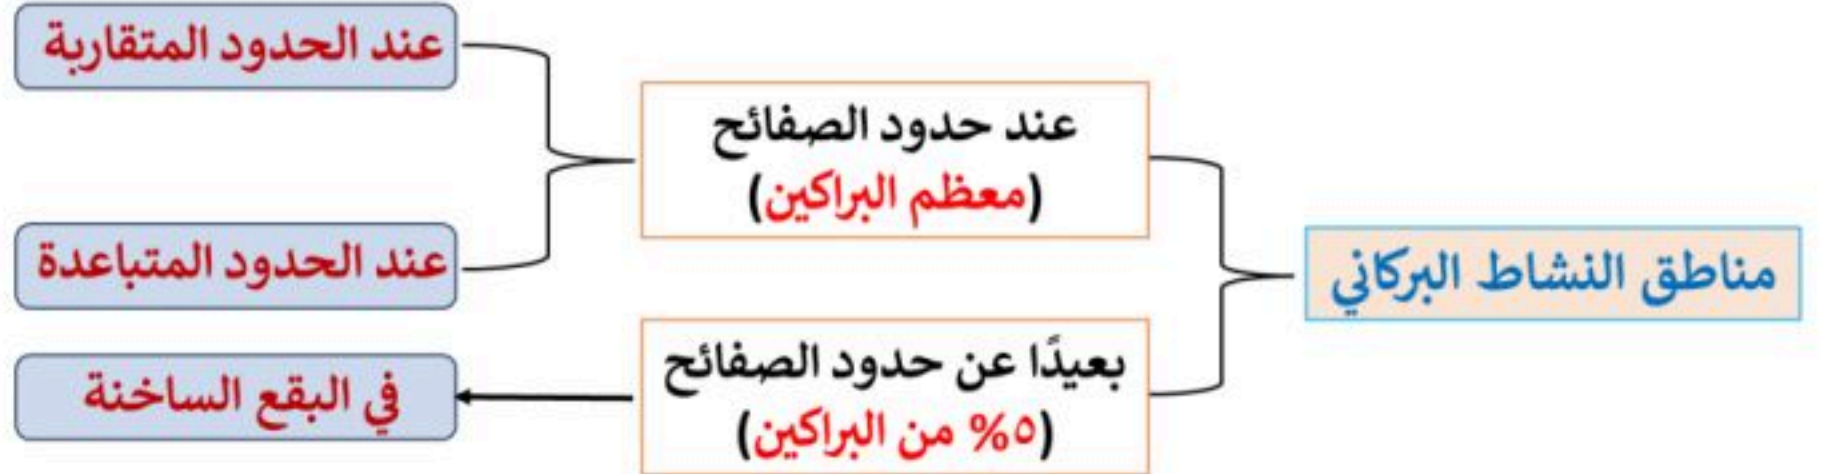 مناطق النشاط البركاني
عند حدود الصفائح
(معظم البراكين)
عند الحدود المتقاربة
عند الحدود المتباعدة
بعيدًا عن حدود الصفائح
(٥% من البراكين)
في البقع الساخنة